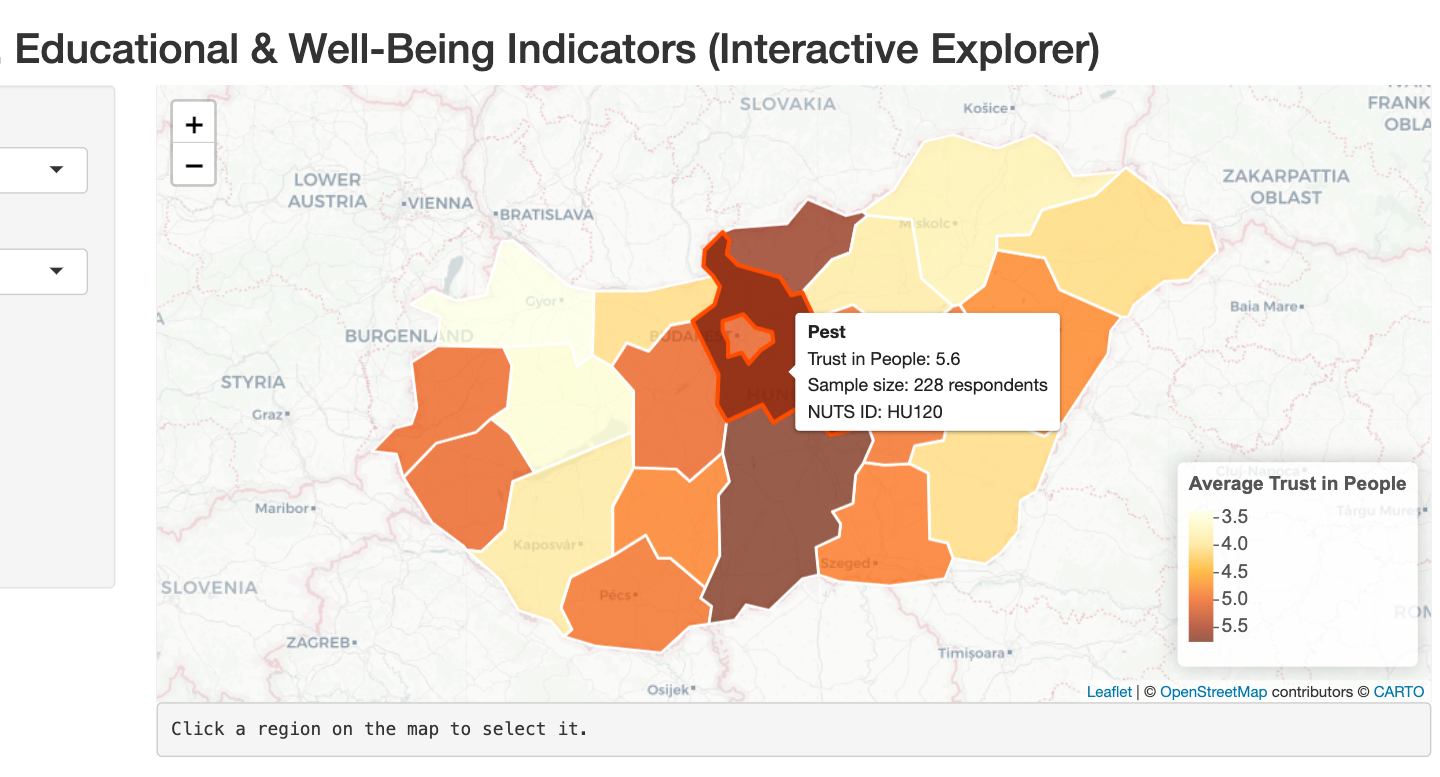 Educational & Well-Being Indicators (Interactive Explorer)
+
−
SLOVAKIA
Košice
FRANK
OBLA
ZAKARPATTIA
OBLAST
LOWER
AUSTRIA
VIENNA
BRATISLAVA
Miskolc
Gyor
Baia Mare
BURGENLAND
BUDAPEST
Pest
Trust in People: 5.6
Sample size: 228 respondents
NUTS ID: HU120
STYRIA
Graz
HUN
Cluj-Napoca
Average Trust in People
3.5
4.0
4.5
5.0
5.5
Târgu Mureș
Maribor
Kaposvár
Szeged
SLOVENIA
Pécs
ROM
ZAGREB
Timișoara
Osijek
Leaflet | © OpenStreetMap contributors © CARTO
Click a region on the map to select it.